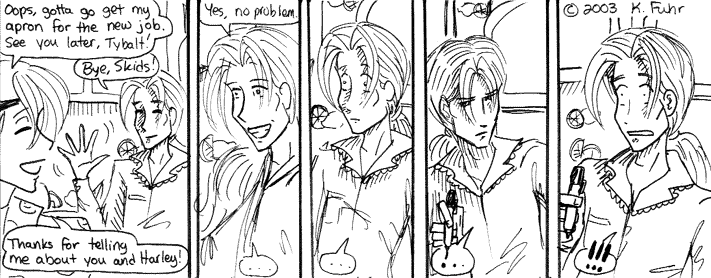 Oops, gotta go get my
apron for the new job.
See you later, Tybalt!
Bye, Skids!
Thanks for telling
me about you and Harley!
Yes, no problem.
...
...
...
!!!
© 2003 K. Fuhr